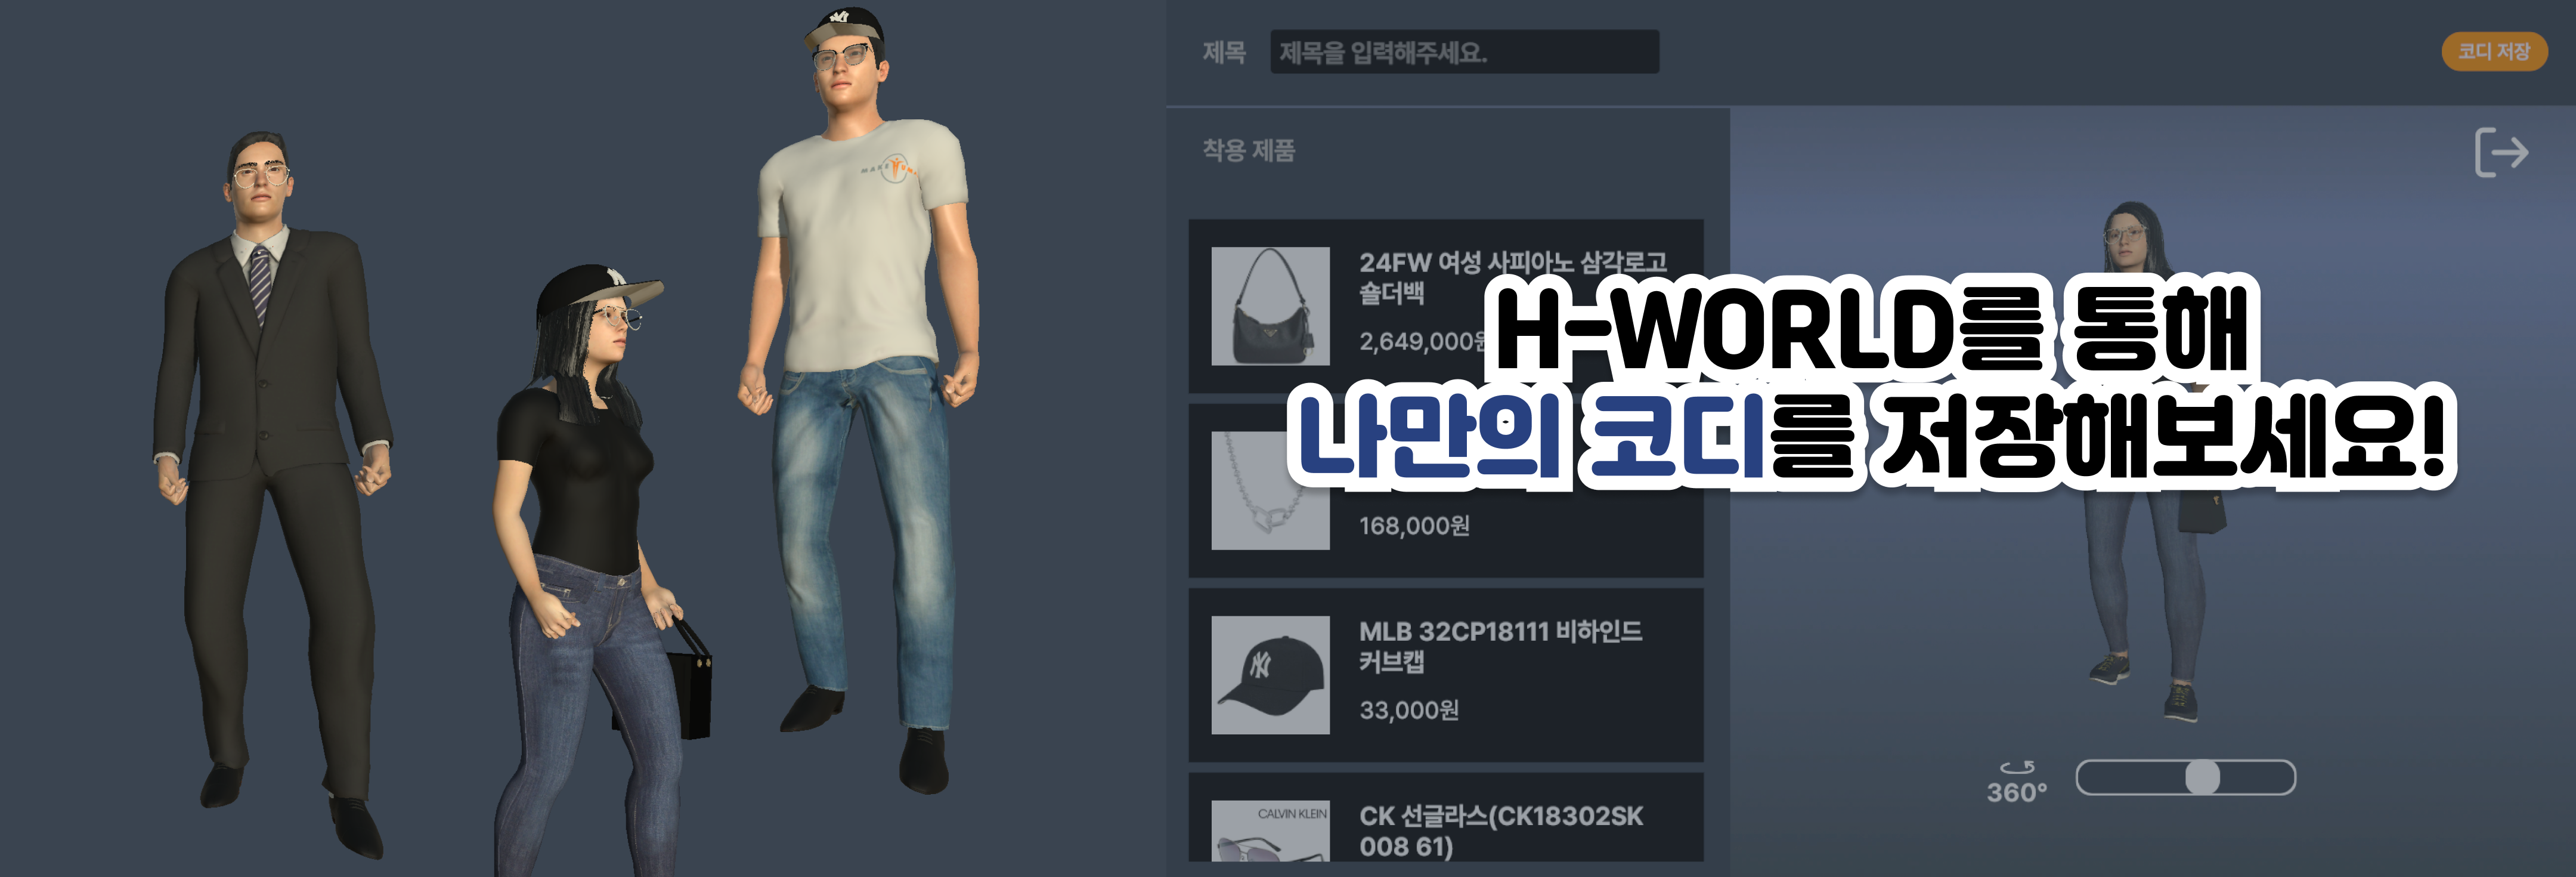 제목
제목을 입력해주세요.
코디 저장
착용 제품
24FW 여성 사피아노 삼각로고
숄더백
2,649,000원
H-WORLD를 통해
나만의 코디를 저장해보세요!
168,000원
MLB 32CP18111 비하인드
커브캡
33,000원
CALVIN KLEIN
CK 선글라스(CK18302SK
008 61)
360°
MAKE
NY
NY
NY